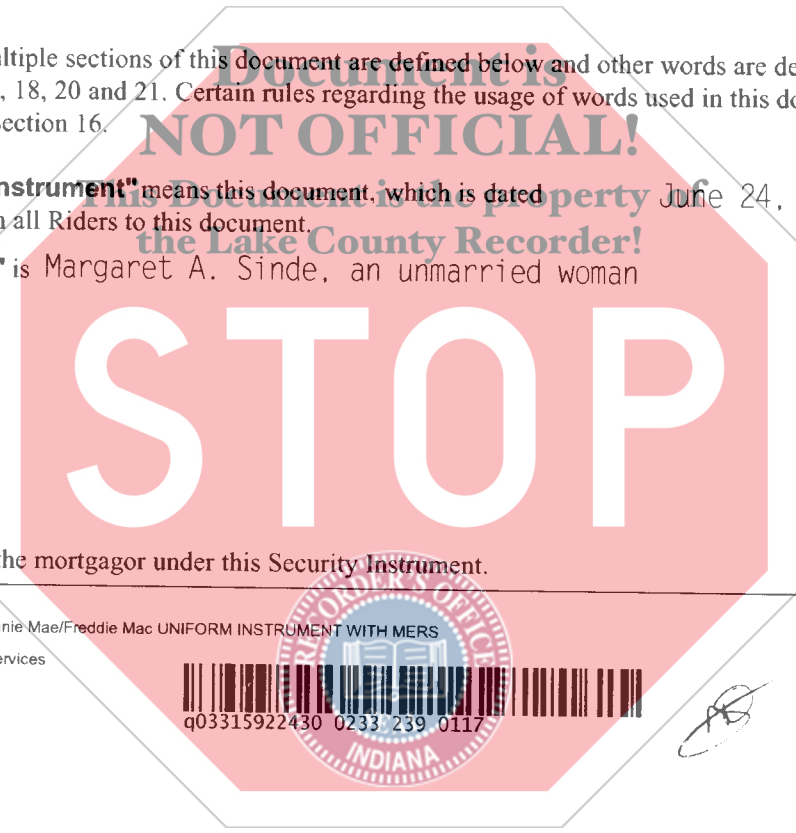 ltiple sections of this document are defined below and other words are de
Document is
, 18, 20 and 21. Certain rules regarding the usage of words used in this do
ection 16.
NOT OFFICIAL!
nstrument" means this document, which is dated June 24,
This Document is the property
n all Riders to this document.
the Lake County Recorder!
" is Margaret A. Sinde, an unmarried woman
STOP
the mortgagor under this Security Instrument.
nie Mae/Freddie Mac UNIFORM INSTRUMENT WITH MERS
ervices
RECORDER'S OFFICE
q03315922430 0233 239 0117
INDIANA